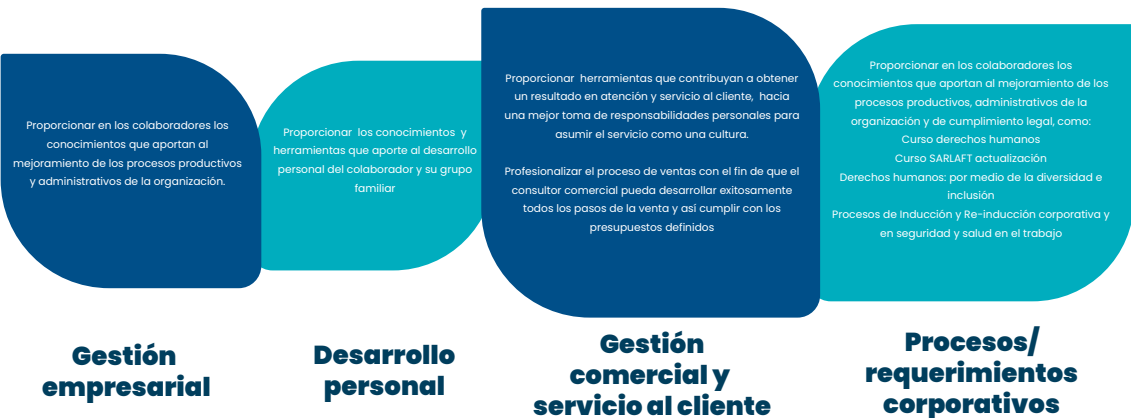 Proporcionar en los colaboradores los
conocimientos que aportan al
mejoramiento de los procesos productivos
y administrativos de la organización.
Gestión
empresarial
Proporcionar los conocimientos y
herramientas que aporte al desarrollo
personal del colaborador y su grupo
familiar
Desarrollo
personal
Proporcionar herramientas que contribuyan a obtener
un resultado en atención y servicio al cliente, hacia
una mejor toma de responsabilidades personales para
asumir el servicio como una cultura.
Profesionalizar el proceso de ventas con el fin de que el
consultor comercial pueda desarrollar exitosamente
todos los pasos de la venta y así cumplir con los
presupuestos definidos
Gestión
comercial y
servicio al cliente
Proporcionar en los colaboradores los
conocimientos que aportan al mejoramiento de los
procesos productivos, administrativos de la
organización y de cumplimiento legal, como:
Curso derechos humanos
Curso SARLAFT actualización
Derechos humanos: por medio de la diversidad e
inclusión
Procesos de Inducción y Re-inducción corporativa y
en seguridad y salud en el trabajo
Procesos/
requerimientos
corporativos